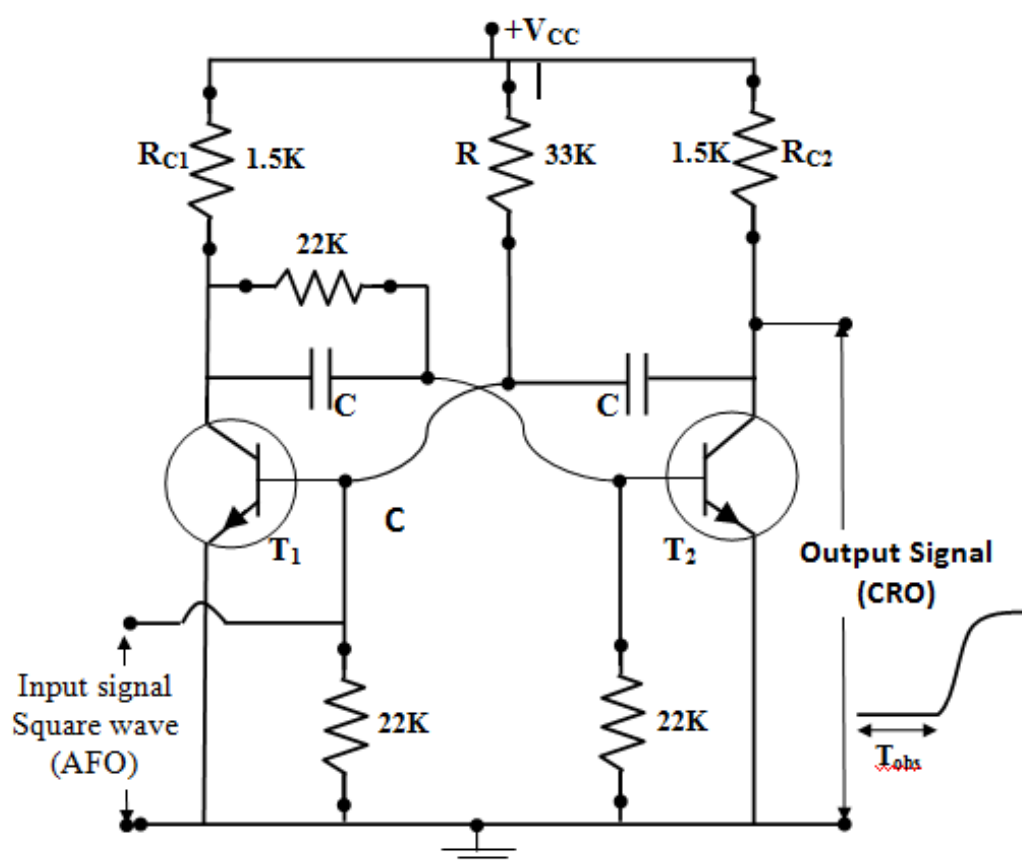 +VCC
RC1
1.5K
R
33K
1.5K
RC2
22K
C
C
C
T1
T2
Output Signal
(CRO)
Input signal
Square wave
(AFO)
22K
22K
Tobs